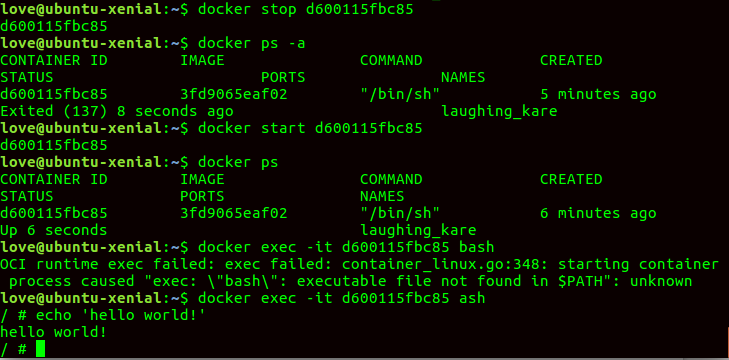 love@ubuntu-xenial:~$ docker stop d600115fbc85
d600115fbc85
love@ubuntu-xenial:~$ docker ps -a
CONTAINER ID        IMAGE               COMMAND             CREATED
STATUS                       PORTS               NAMES
d600115fbc85        3fd9065eaf02        "/bin/sh"           5 minutes ago
Exited (137) 8 seconds ago                       laughing_kare
love@ubuntu-xenial:~$ docker start d600115fbc85
d600115fbc85
love@ubuntu-xenial:~$ docker ps
CONTAINER ID        IMAGE               COMMAND             CREATED
STATUS              PORTS               NAMES
d600115fbc85        3fd9065eaf02        "/bin/sh"           6 minutes ago
Up 6 seconds                            laughing_kare
love@ubuntu-xenial:~$ docker exec -it d600115fbc85 bash
OCI runtime exec failed: exec failed: container_linux.go:348: starting container
 process caused "exec: \"bash\": executable file not found in $PATH": unknown
love@ubuntu-xenial:~$ docker exec -it d600115fbc85 ash
/ # echo 'hello world!'
hello world!
/ #